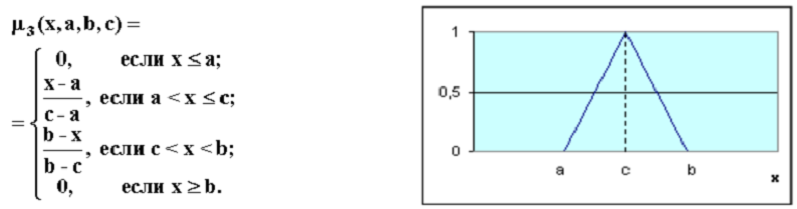 μ₃(x,a,b,c) =
= { 0, если x ≤ a;
(x - a)/(c - a), если a < x ≤ c;
(b - x)/(b - c), если c < x < b;
0, если x ≥ b.
1
0,5
0
a c b x